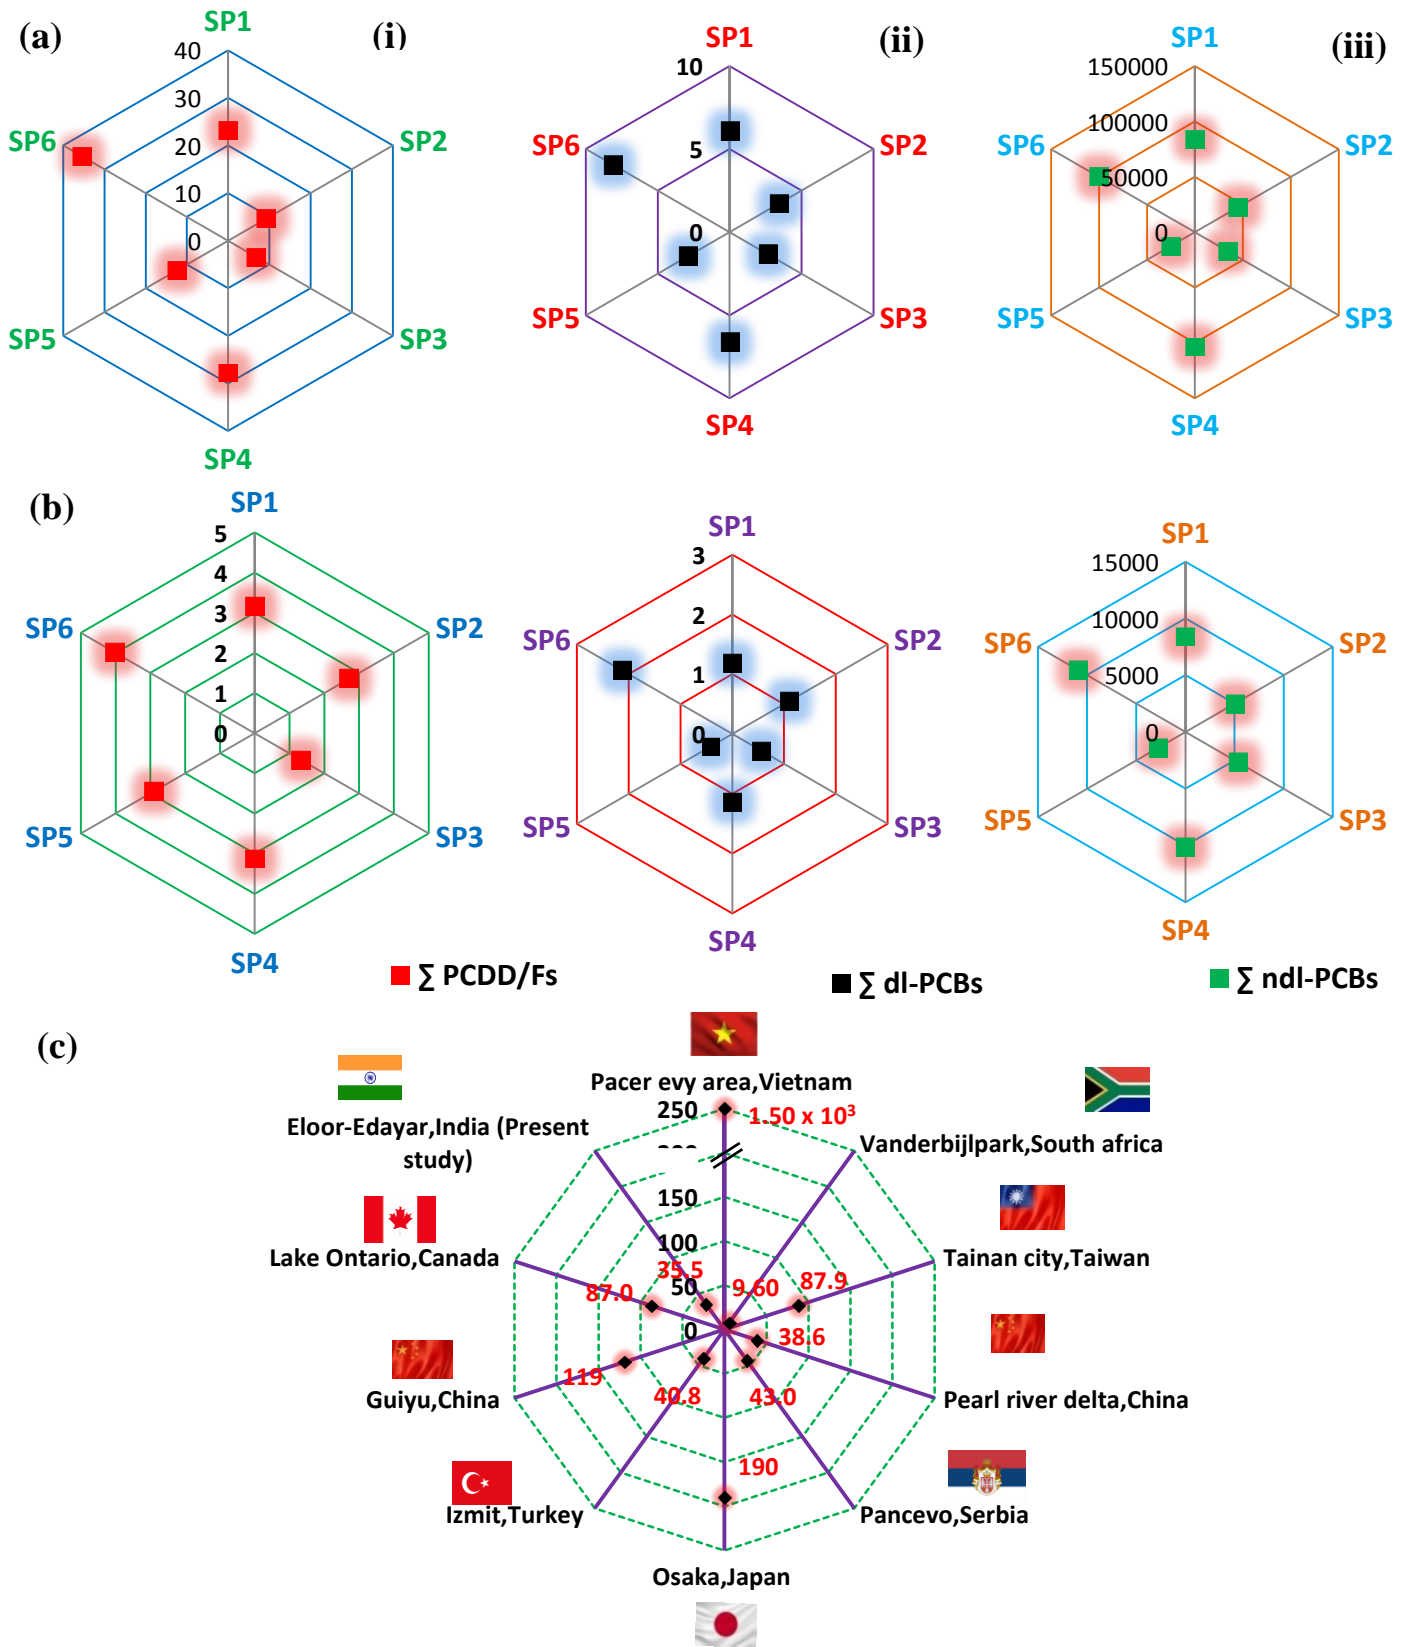 (a)
(i)
(ii)
(iii)
SP1
40
30
20
10
0
SP2
SP3
SP4
SP5
SP6
SP1
10
5
0
SP2
SP3
SP4
SP5
SP6
SP1
150000
100000
50000
0
SP2
SP3
SP4
SP5
SP6
(b)
SP1
5
4
3
2
1
0
SP2
SP3
SP4
SP5
SP6
SP1
3
2
1
0
SP2
SP3
SP4
SP5
SP6
SP1
15000
10000
5000
0
SP2
SP3
SP4
SP5
SP6
∑ PCDD/Fs
∑ dl-PCBs
∑ ndl-PCBs
(c)
Pacer evy area,Vietnam
250
1.50 x 10³
150
100
50
0
Vanderbijlpark,South africa
9.60
Tainan city,Taiwan
87.9
Pearl river delta,China
38.6
Pancevo,Serbia
43.0
Osaka,Japan
190
Izmit,Turkey
40.8
Guiyu,China
119
Lake Ontario,Canada
87.0
Eloor-Edayar,India (Present
study)
35.5